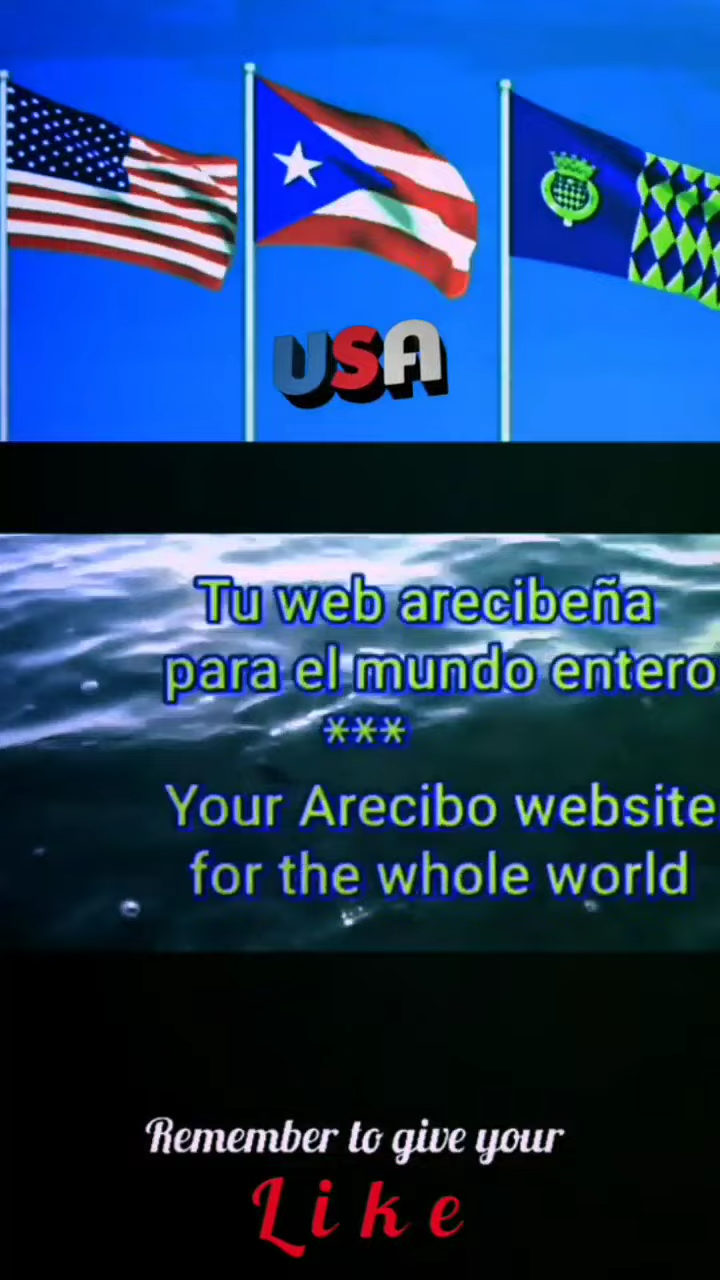 USA
Tu web arecibeña
para el mundo entero
***
Your Arecibo website
for the whole world
Remember to give your
Like